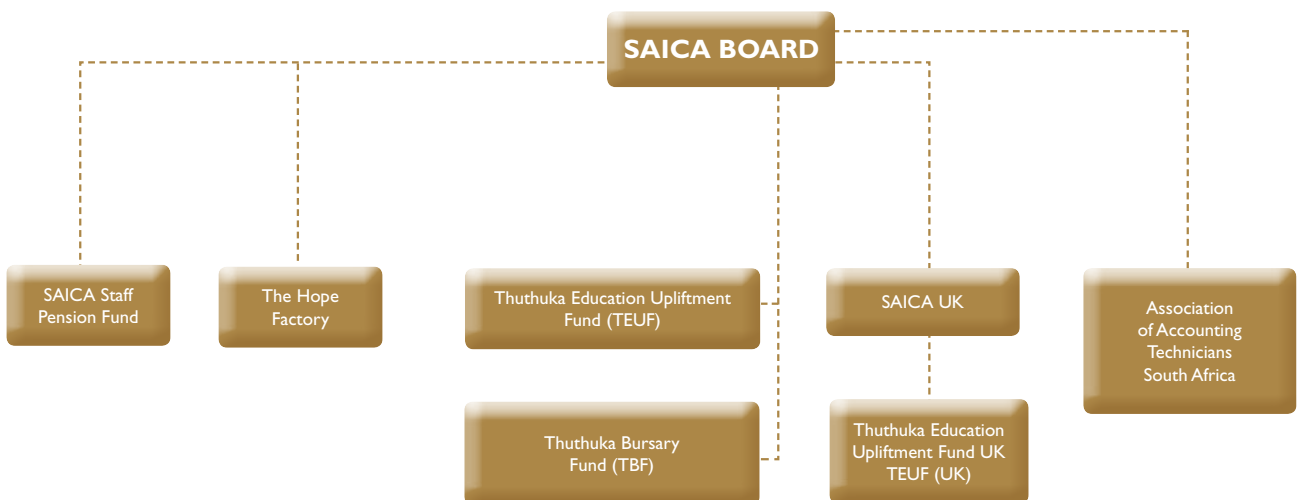 SAICA BOARD
SAICA Staff
Pension Fund
The Hope
Factory
Thuthuka Education Upliftment
Fund (TEUF)
SAICA UK
Association
of Accounting
Technicians
South Africa
Thuthuka Bursary
Fund (TBF)
Thuthuka Education
Upliftment Fund UK
TEUF (UK)